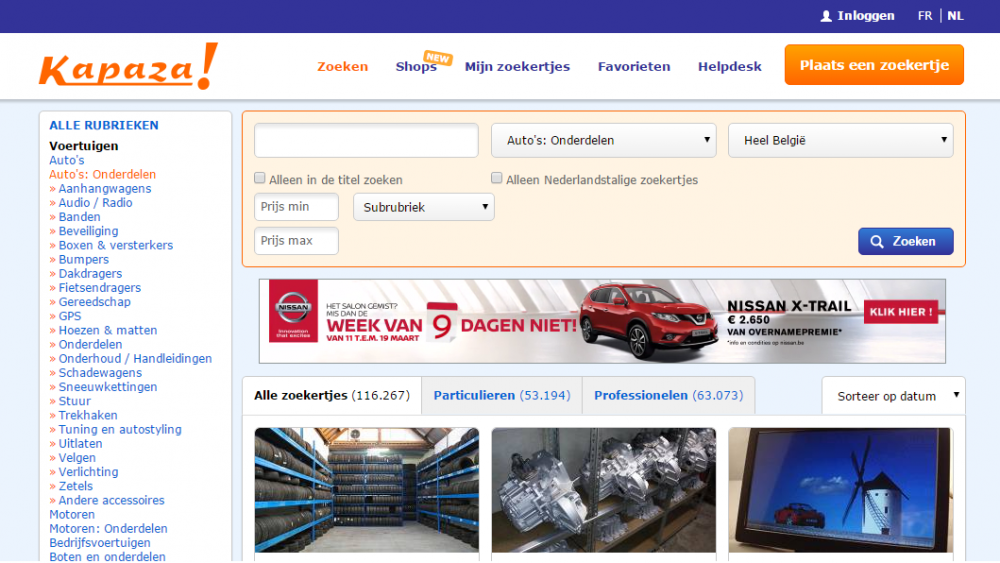 Inloggen FR | NL
Kapaza!
Zoeken Shops NEW Mijn zoekertjes Favorieten Helpdesk Plaats een zoekertje
ALLE RUBRIEKEN
Voertuigen
Auto's
Auto's: Onderdelen
» Aanhangwagens
» Audio / Radio
» Banden
» Beveiliging
» Boxen & versterkers
» Bumpers
» Dakdragers
» Fietsendragers
» Gereedschap
» GPS
» Hoezen & matten
» Onderdelen
» Onderhoud / Handleidingen
» Schadewagens
» Sneeuwkettingen
» Stuur
» Trekhaken
» Tuning en autostyling
» Uitlaten
» Velgen
» Verlichting
» Zetels
» Andere accessoires
Motoren
Motoren: Onderdelen
Bedrijfsvoertuigen
Boten en onderdelen
Auto's: Onderdelen Heel België
Alleen in de titel zoeken Alleen Nederlandstalige zoekertjes
Prijs min Subrubriek
Prijs max Zoeken
NISSAN
Innovation
that excites
HET SALON GEMIST?
MIS DAN DE
WEEK VAN 9 DAGEN NIET!
VAN 11 T.E.M. 19 MAART
NISSAN X-TRAIL
€ 2.650
VAN OVERNAMEPREMIE*
*info en condities op nissan.be
KLIK HIER !
Alle zoekertjes (116.267) Particulieren (53.194) Professionelen (63.073) Sorteer op datum